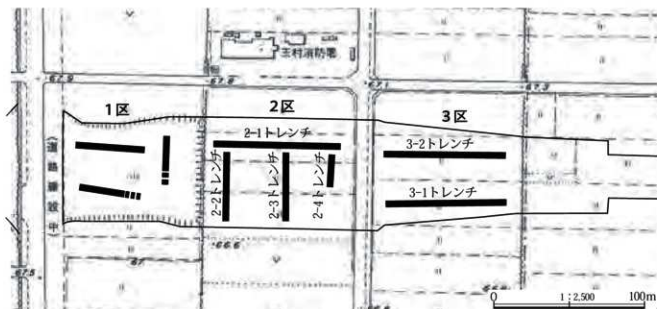 玉村消防署
67.9
67.8
67.1
67.3
1区
2区
3区
2-1トレンチ
3-2トレンチ
2-2トレンチ
2-3トレンチ
2-4トレンチ
3-1トレンチ
(道路建設中)
66.6
67.
67.5
0
1:2,500
100m